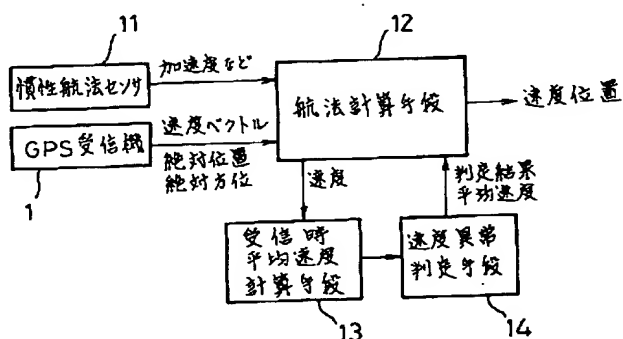 11
慣性航法センサ
加速度など
12
航法計算手段
速度位置
GPS受信機
1
速度ベクトル
絶対位置
絶対方位
速度
判定結果
平均速度
受信時
平均速度
計算手段
13
速度異常
判定手段
14